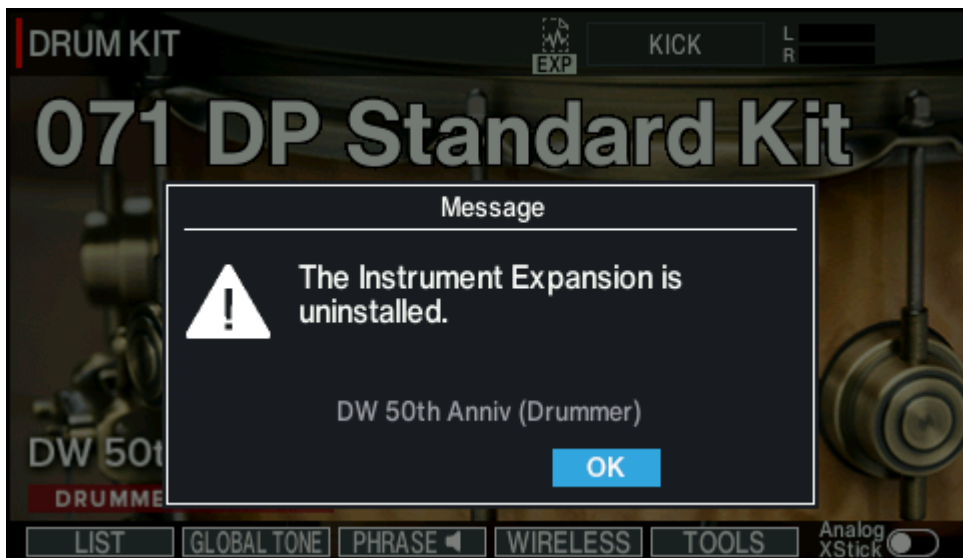 DRUM KIT
EXP
KICK
L
R
071 DP Standard Kit
Message
The Instrument Expansion is
uninstalled.
DW 50th Anniv (Drummer)
OK
DW 50t
DRUMME
LIST
GLOBAL TONE
PHRASE
WIRELESS
TOOLS
Analog
XStick